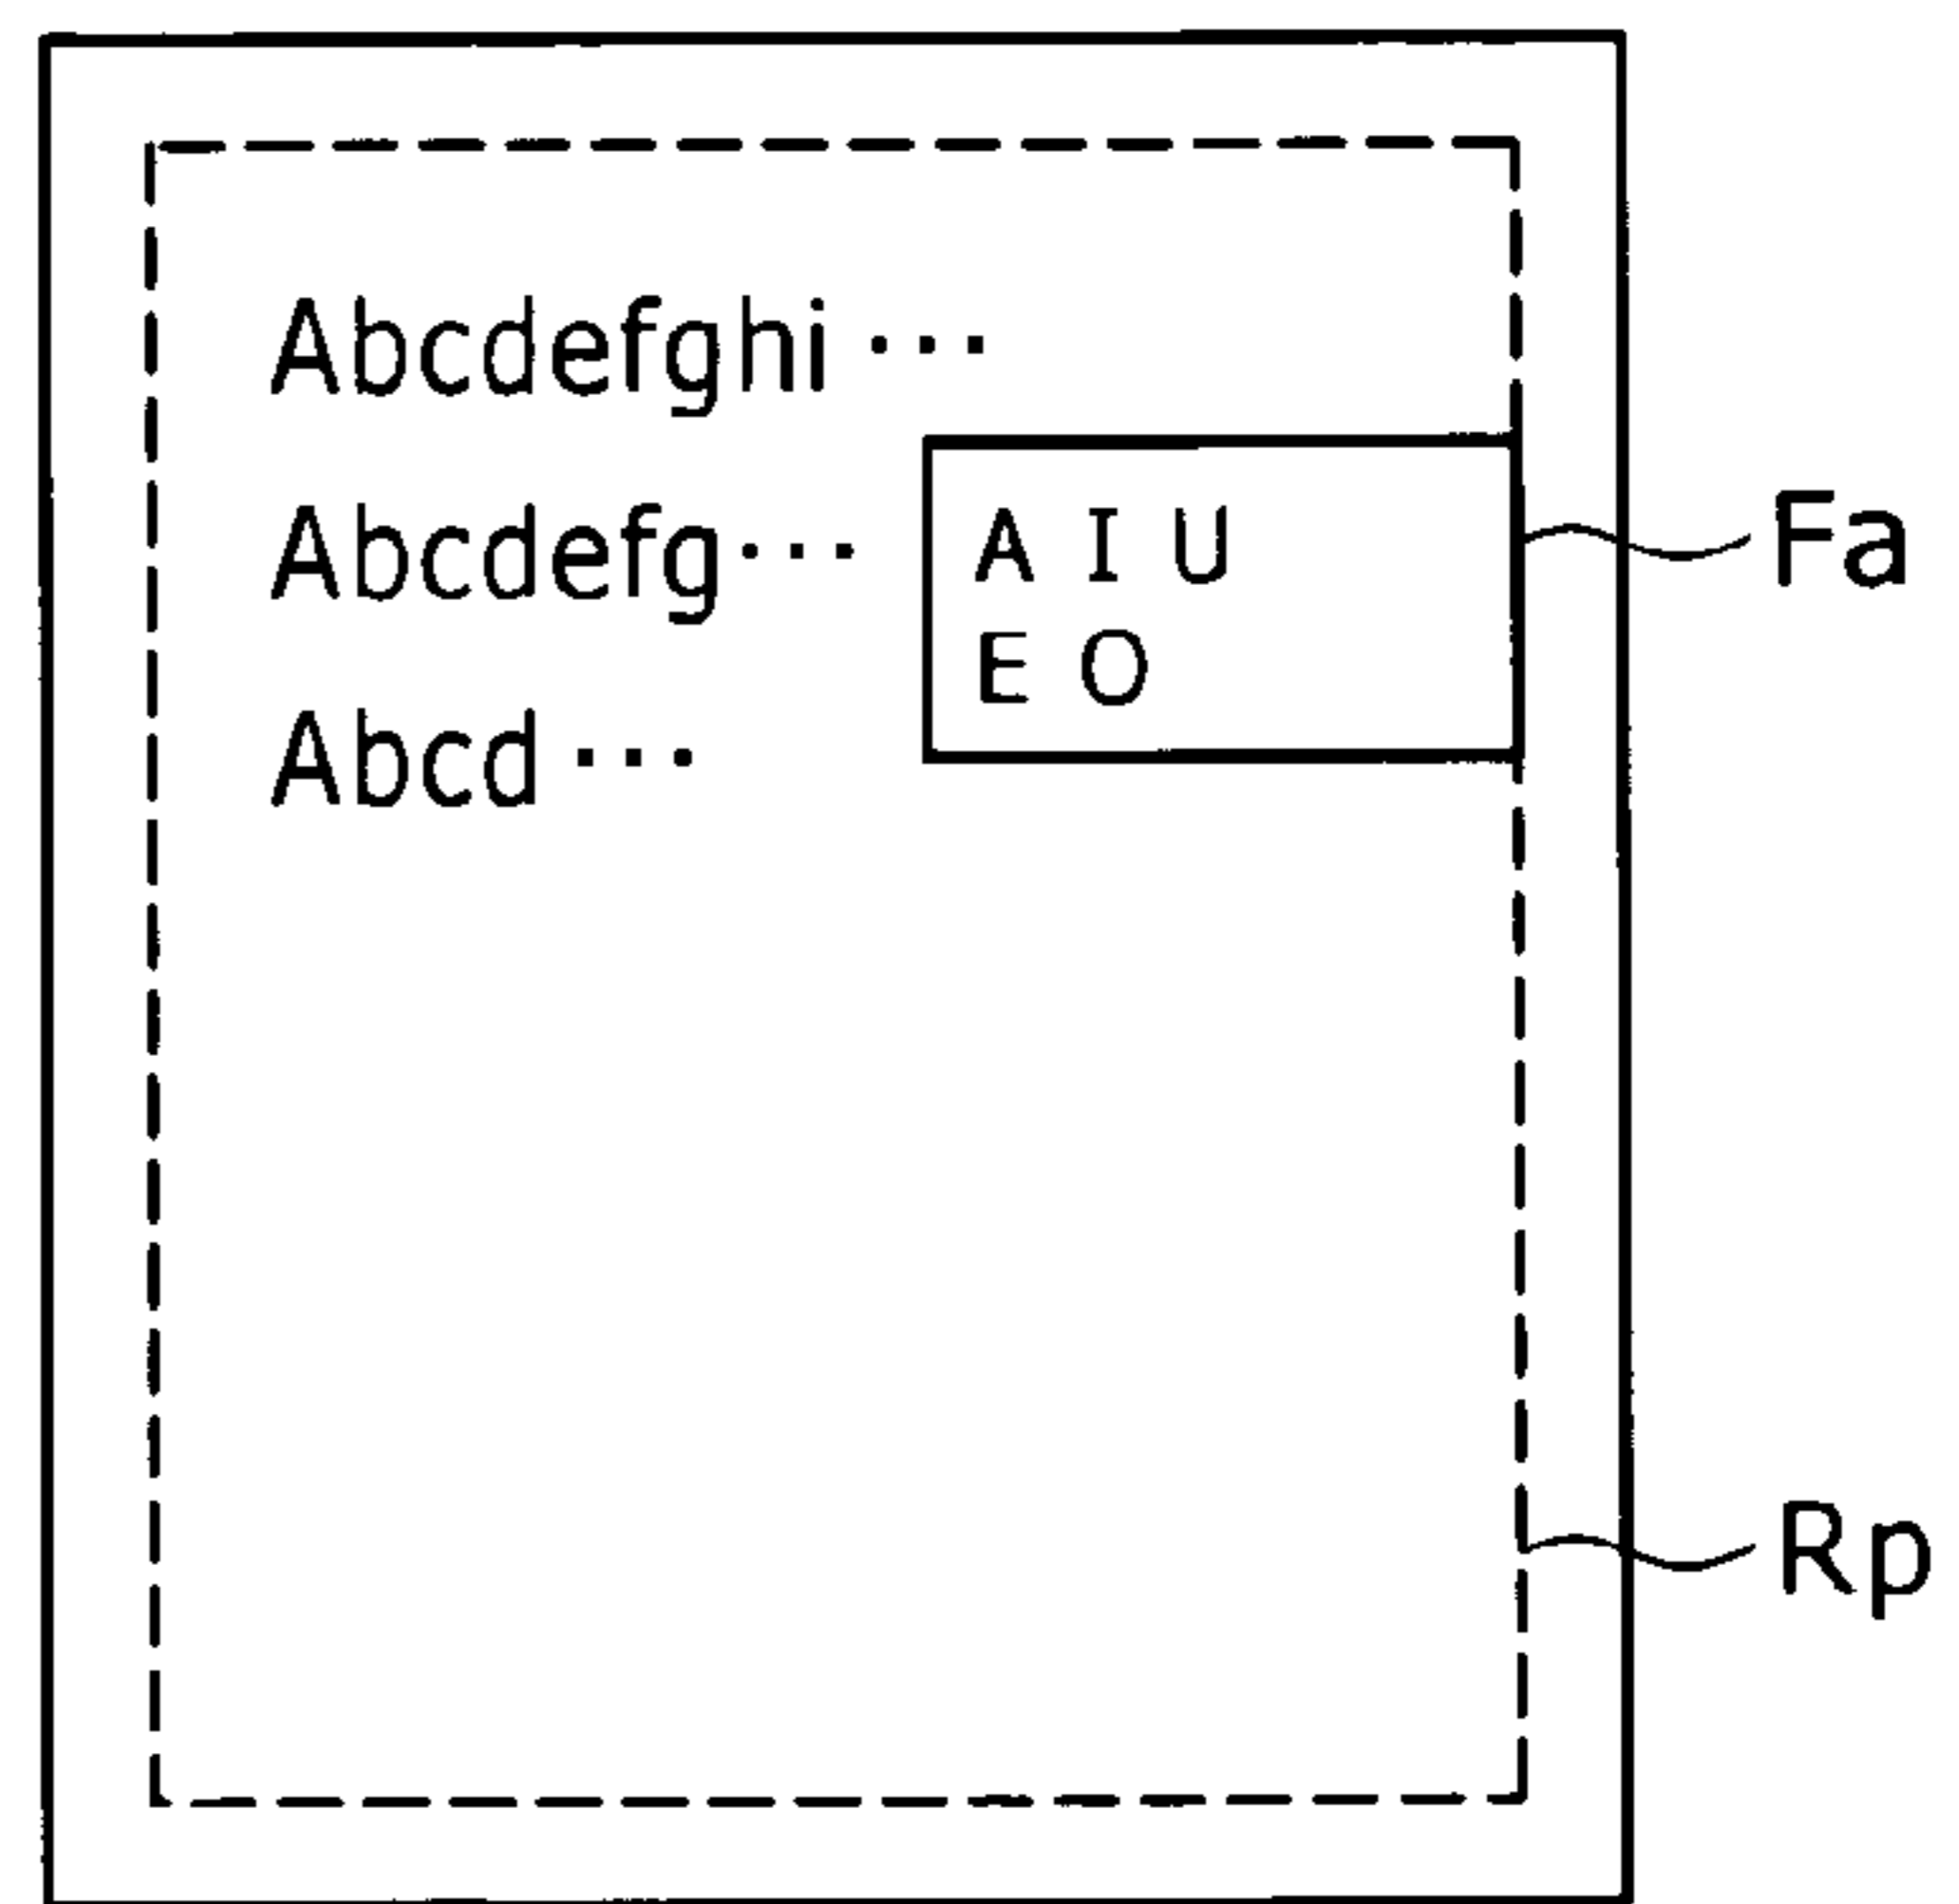 Abcdefghi ･･･
Abcdefg･･･
A I U
E O
Abcd ･･･
Fa
Rp